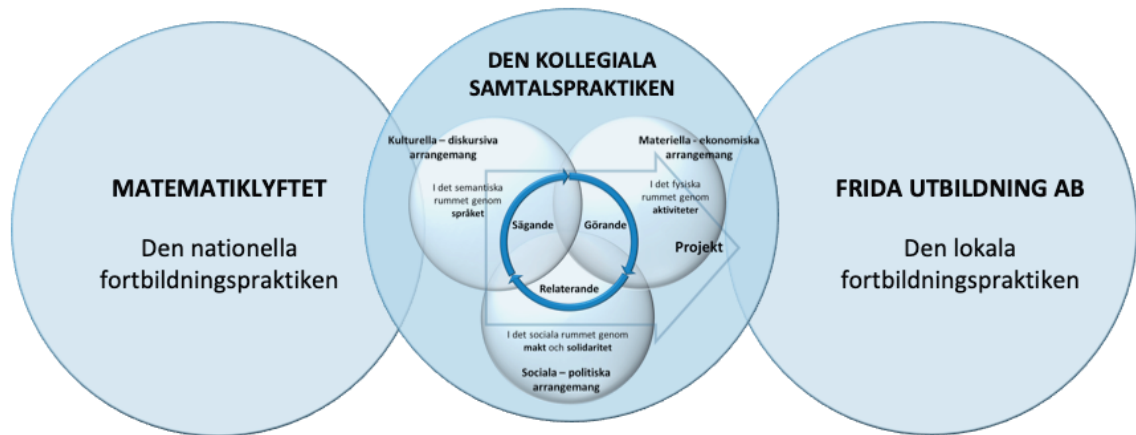 MATEMATIKLYFTET
Den nationella
fortbildningspraktiken
DEN KOLLEGIALA
SAMTALSPRAKTIKEN
Kulturella – diskursiva
arrangemang
I det semantiska
rummet genom
språket
Materiella - ekonomiska
arrangemang
I det fysiska
rummet genom
aktiviteter
Sägande
Görande
Projekt
Relaterande
I det sociala rummet genom
makt och solidaritet
Sociala – politiska
arrangemang
FRIDA UTBILDNING AB
Den lokala
fortbildningspraktiken